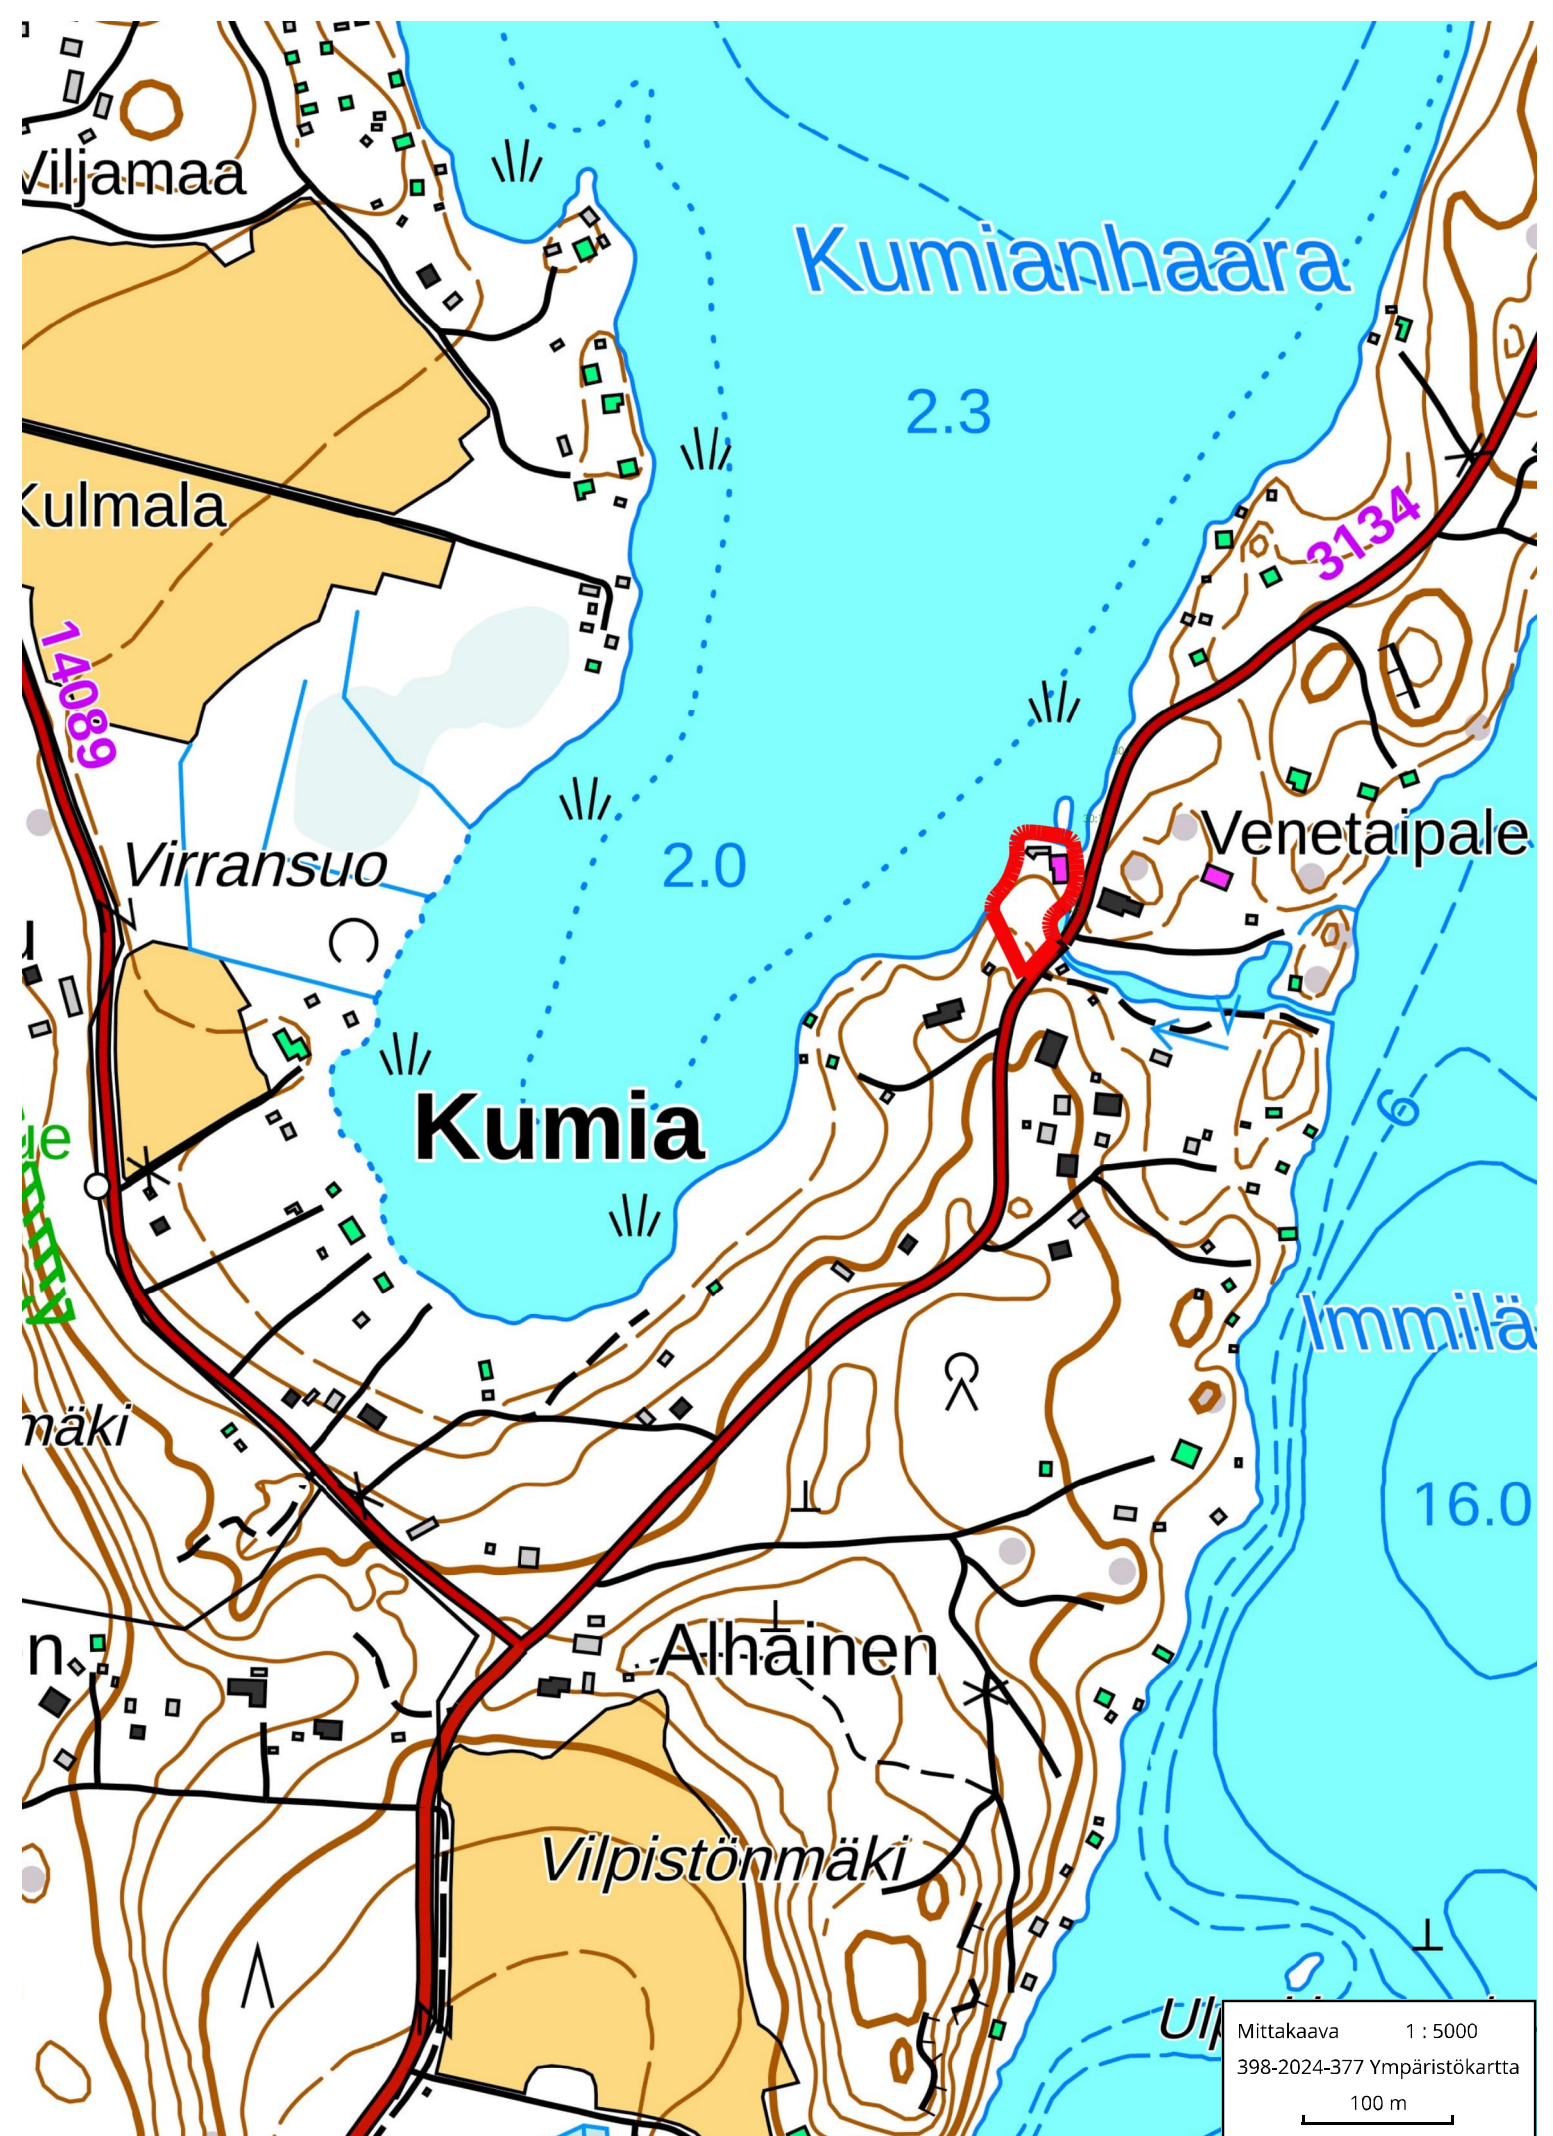 Viljamaa
Kumianhaara
2.3
Kulmala
3134
14089
Venetaipale
2.0
Virransuo
Kumia
6
Immilä
mäki
16.0
Alhainen
Vilpistönmäki
Mittakaava 1 : 5000
398-2024-377 Ympäristökartta
100 m